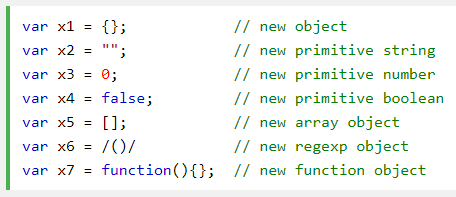 var x1 = {};             // new object
var x2 = "";             // new primitive string
var x3 = 0;              // new primitive number
var x4 = false;          // new primitive boolean
var x5 = [];             // new array object
var x6 = /()/            // new regexp object
var x7 = function(){};  // new function object